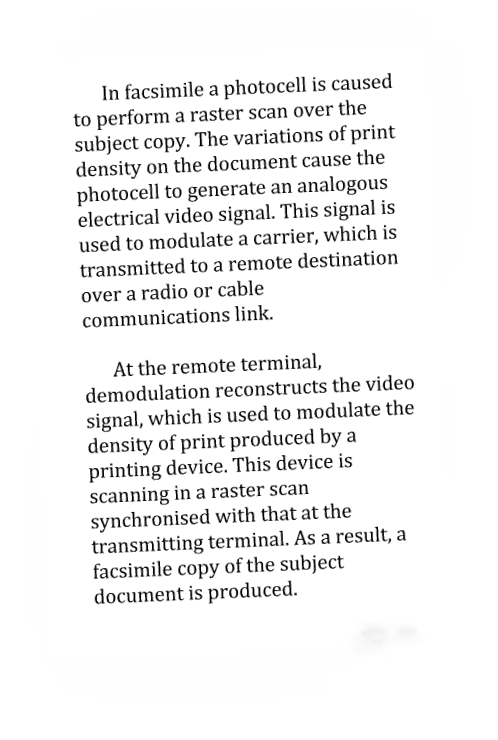 In facsimile a photocell is caused
to perform a raster scan over the
subject copy. The variations of print
density on the document cause the
photocell to generate an analogous
electrical video signal. This signal is
used to modulate a carrier, which is
transmitted to a remote destination
over a radio or cable
communications link.
At the remote terminal,
demodulation reconstructs the video
signal, which is used to modulate the
density of print produced by a
printing device. This device is
scanning in a raster scan
synchronised with that at the
transmitting terminal. As a result, a
facsimile copy of the subject
document is produced.